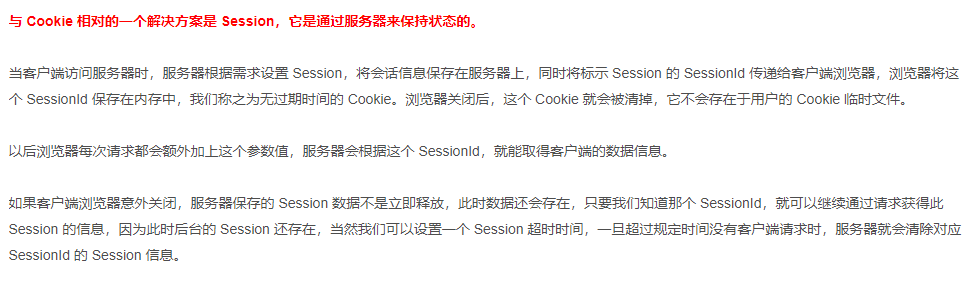 与 Cookie 相对的一个解决方案是 Session，它是通过服务器来保持状态的。
当客户端访问服务器时，服务器根据需求设置 Session，将会话信息保存在服务器上，同时将标示 Session 的 SessionId 传递给客户端浏览器，浏览器将这
个 SessionId 保存在内存中，我们称之为无过期时间的 Cookie。浏览器关闭后，这个 Cookie 就会被清掉，它不会存在于用户的 Cookie 临时文件。
以后浏览器每次请求都会额外加上这个参数值，服务器会根据这个 SessionId，就能取得客户端的数据信息。
如果客户端浏览器意外关闭，服务器保存的 Session 数据不是立即释放，此时数据还会存在，只要我们知道那个 SessionId，就可以继续通过请求获得此
Session 的信息，因为此时后台的 Session 还存在，当然我们可以设置一个 Session 超时时间，一旦超过规定时间没有客户端请求时，服务器就会清除对应
SessionId 的 Session 信息。